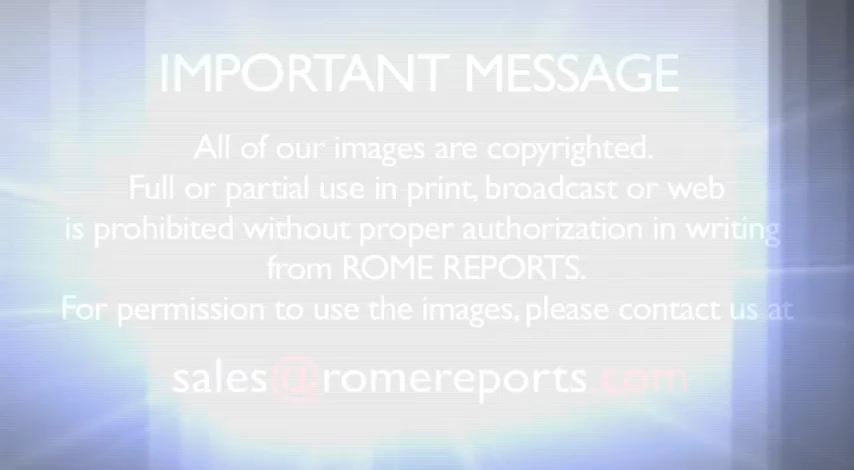 IMPORTANT MESSAGE
All of our images are copyrighted.
Full or partial use in print, broadcast or web
is prohibited without proper authorization in writing
from ROME REPORTS.
For permission to use the images, please contact us at
sales@romereports.com